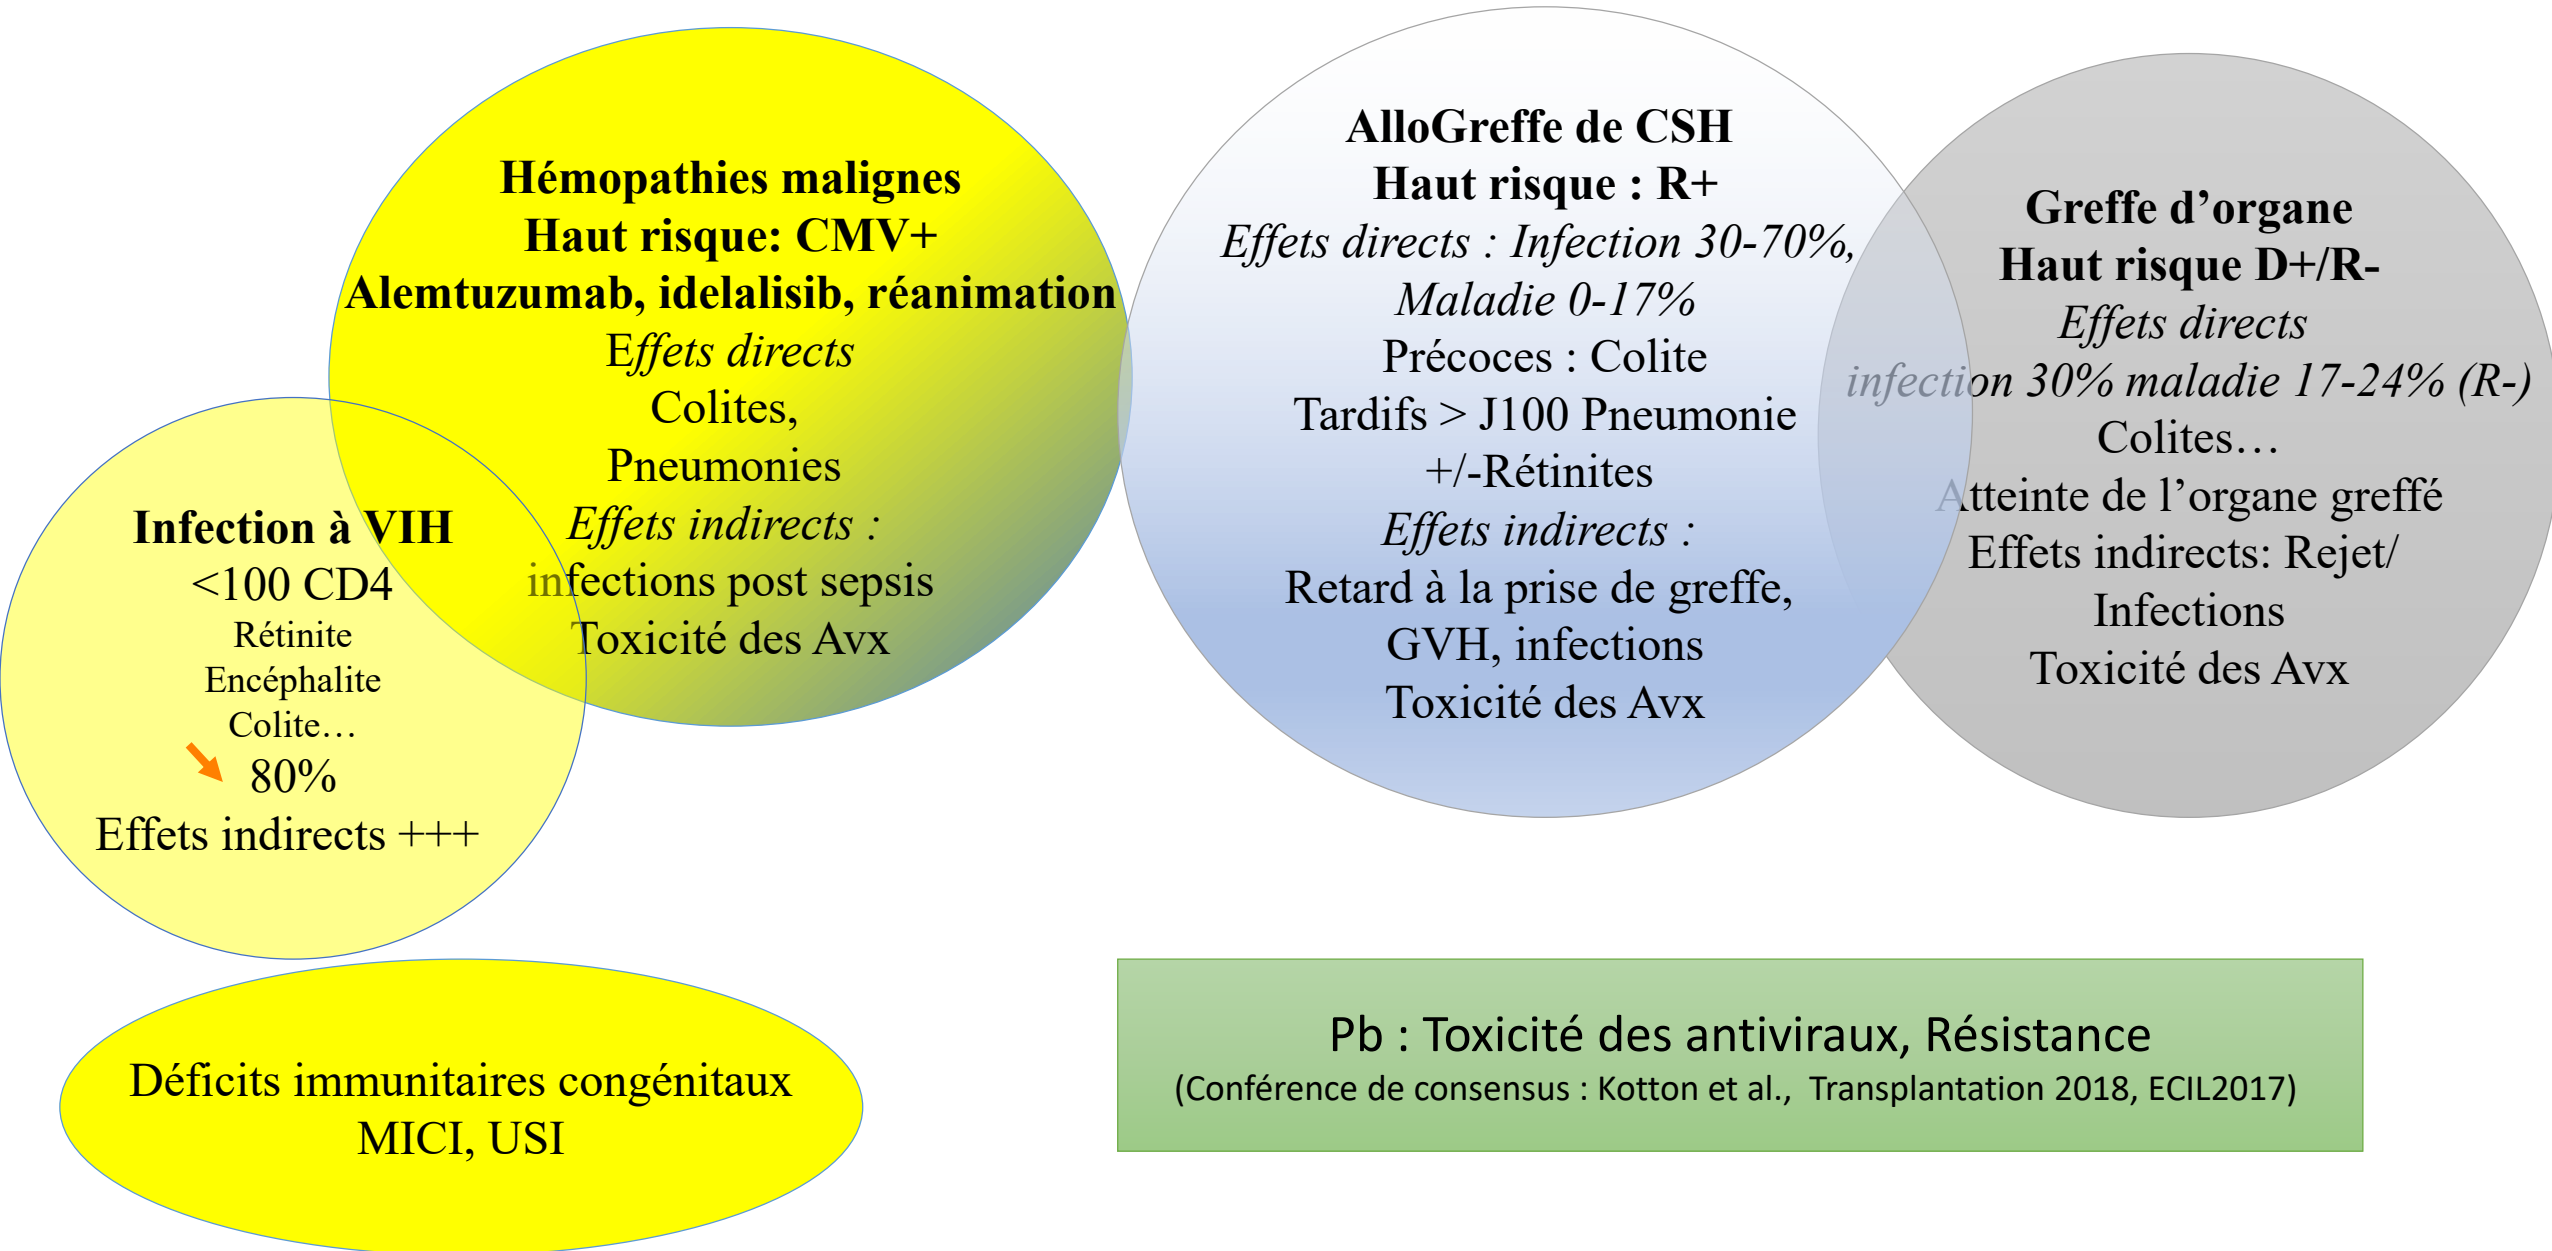 Hémopathies malignes
Haut risque: CMV+
Alemtuzumab, idelalisib, réanimation
Effets directs
Colites,
Pneumonies
Effets indirects :
infections post sepsis
Toxicité des Avx
Infection à VIH
<100 CD4
Rétinite
Encéphalite
Colite…
80%
Effets indirects +++
AlloGreffe de CSH
Haut risque : R+
Effets directs : Infection 30-70%,
Maladie 0-17%
Précoces : Colite
Tardifs > J100 Pneumonie
+/-Rétinites
Effets indirects :
Retard à la prise de greffe,
GVH, infections
Toxicité des Avx
Greffe d’organe
Haut risque D+/R-
Effets directs
infection 30% maladie 17-24% (R-)
Colites…
Atteinte de l’organe greffé
Effets indirects: Rejet/
Infections
Toxicité des Avx
Déficits immunitaires congénitaux
MICI, USI
Pb : Toxicité des antiviraux, Résistance
(Conférence de consensus : Kotton et al., Transplantation 2018, ECIL2017)